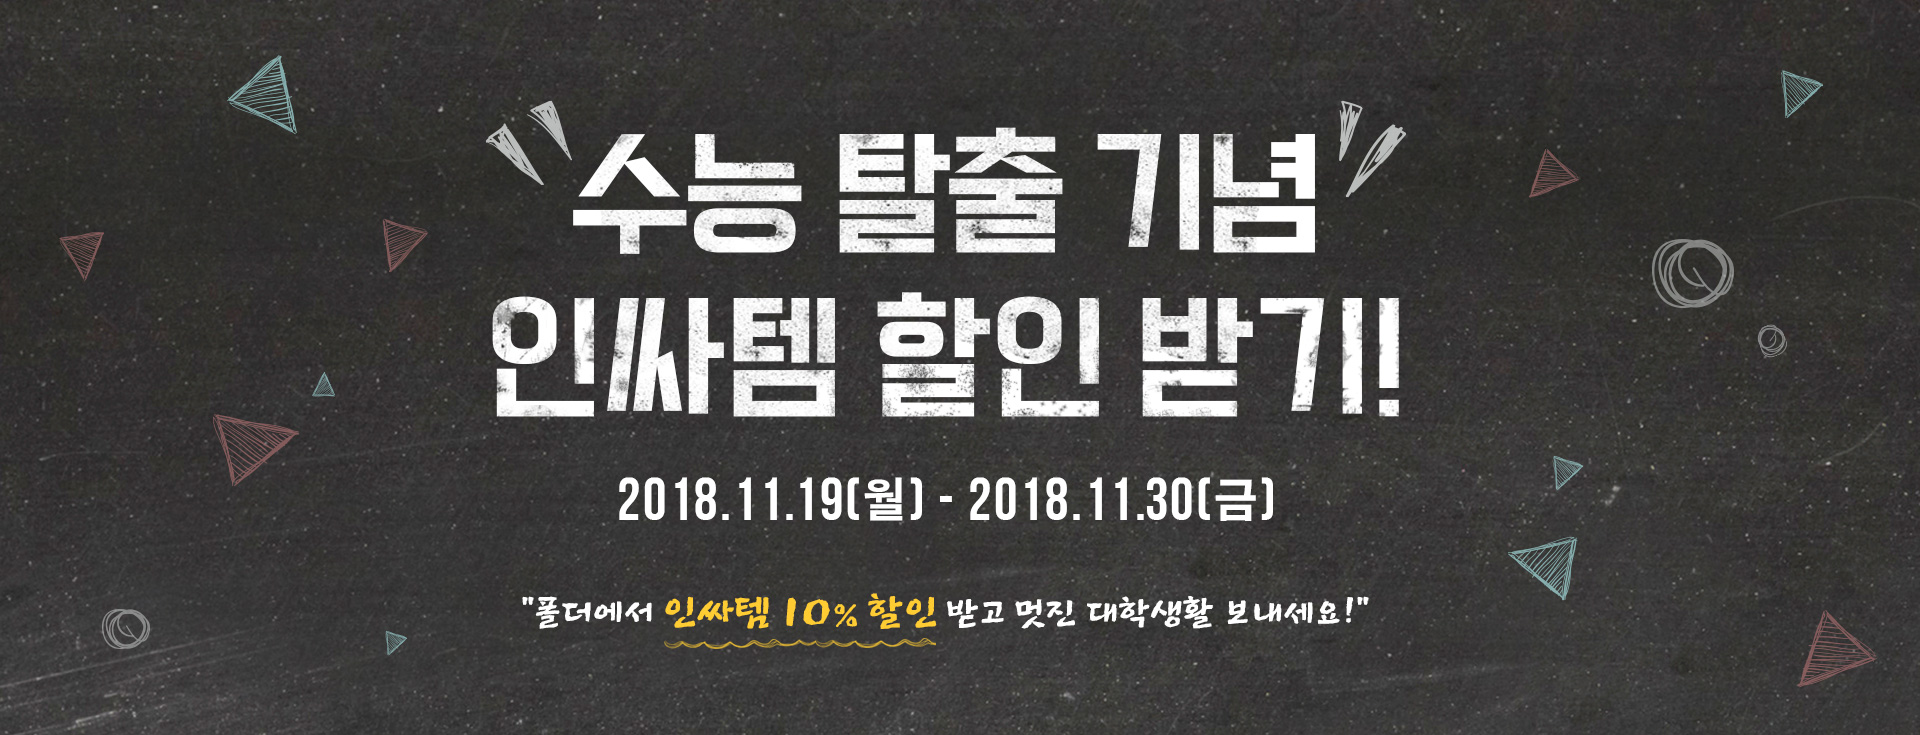 수능 탈출 기념
인싸템 할인 받기!
2018.11.19(월) - 2018.11.30(금)
"폴더에서 인싸템 10% 할인 받고 멋진 대학생활 보내세요!"